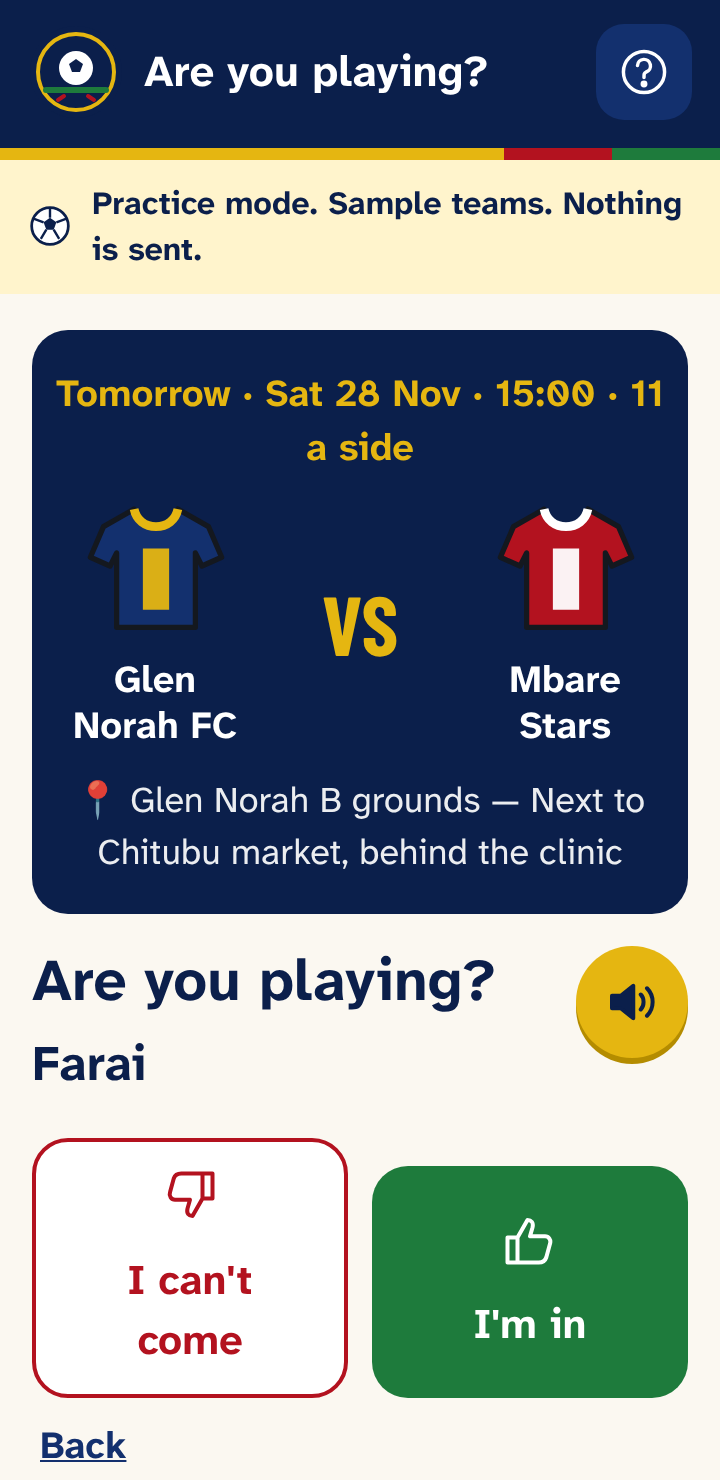 Are you playing?
Practice mode. Sample teams. Nothing
is sent.
Tomorrow · Sat 28 Nov · 15:00 · 11
a side
VS
Glen
Norah FC
Mbare
Stars
📍 Glen Norah B grounds — Next to
Chitubu market, behind the clinic
Are you playing?
Farai
I can't
come
I'm in
Back